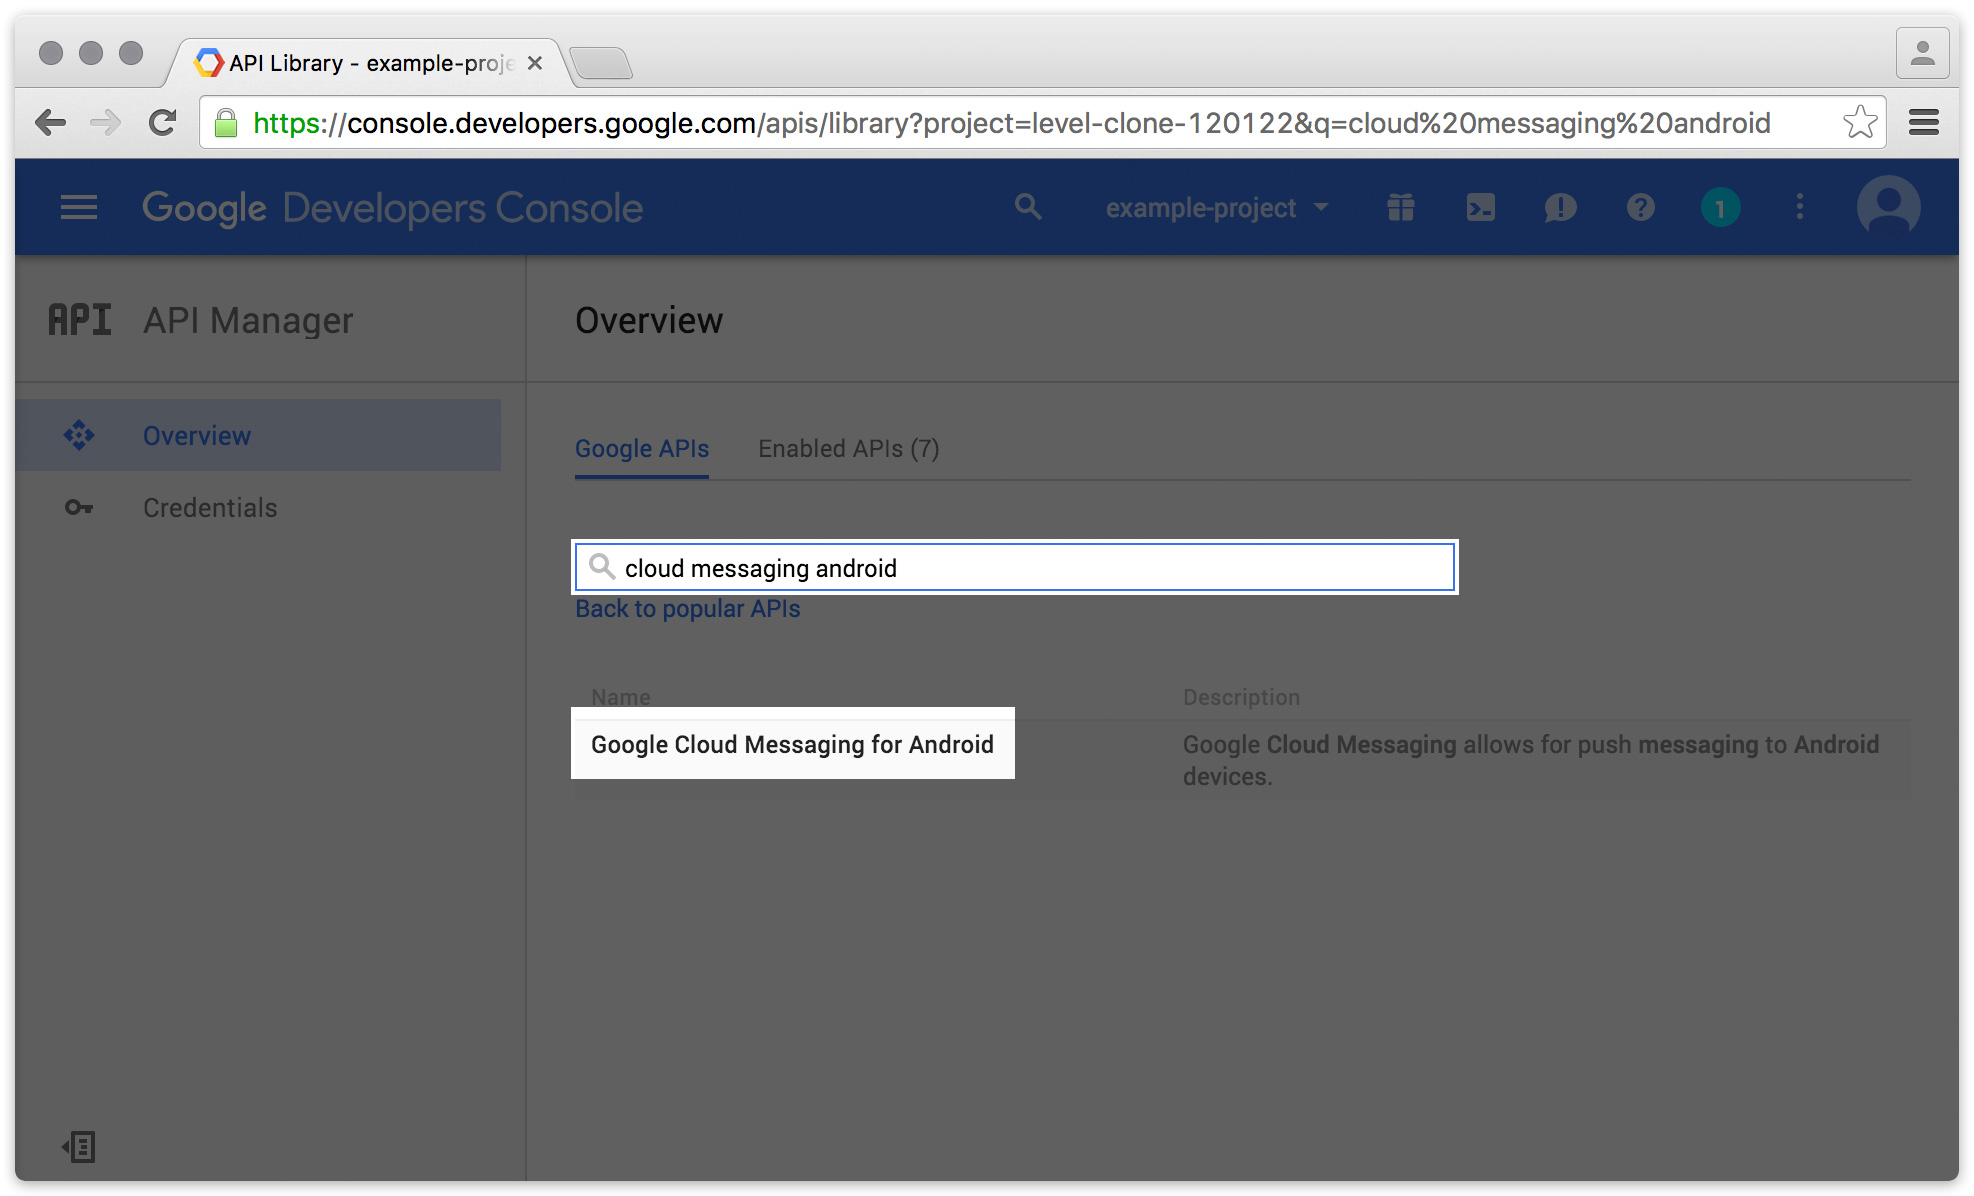 API Library - example-proje
https://console.developers.google.com/apis/library?project=level-clone-120122&q=cloud%20messaging%20android
Google Developers Console
example-project
1
API API Manager
Overview
Overview
Credentials
Google APIs
Enabled APIs (7)
cloud messaging android
Back to popular APIs
Name
Description
Google Cloud Messaging for Android
Google Cloud Messaging allows for push messaging to Android
devices.